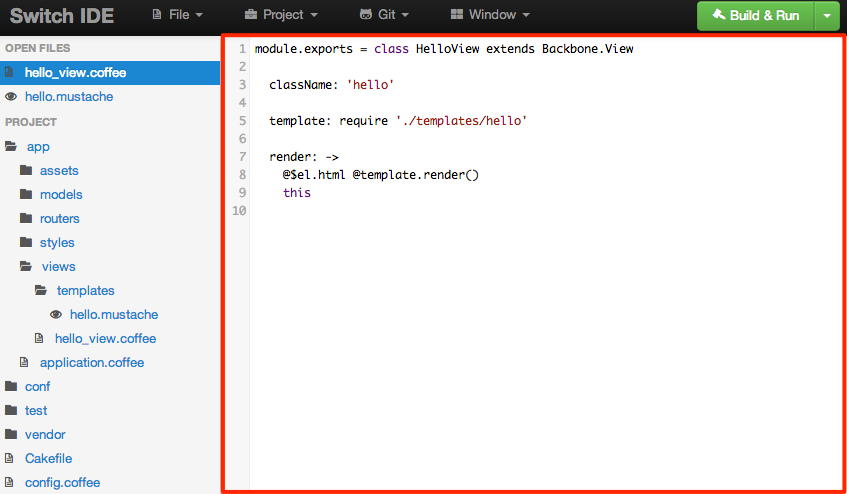 Switch IDE File Project Git Window Build & Run
OPEN FILES
hello_view.coffee
hello.mustache
PROJECT
app
assets
models
routers
styles
views
templates
hello.mustache
hello_view.coffee
application.coffee
conf
test
vendor
Cakefile
config.coffee
1 module.exports = class HelloView extends Backbone.View
2
3 className: 'hello'
4
5 template: require './templates/hello'
6
7 render: ->
8 @$el.html @template.render()
9 this
10